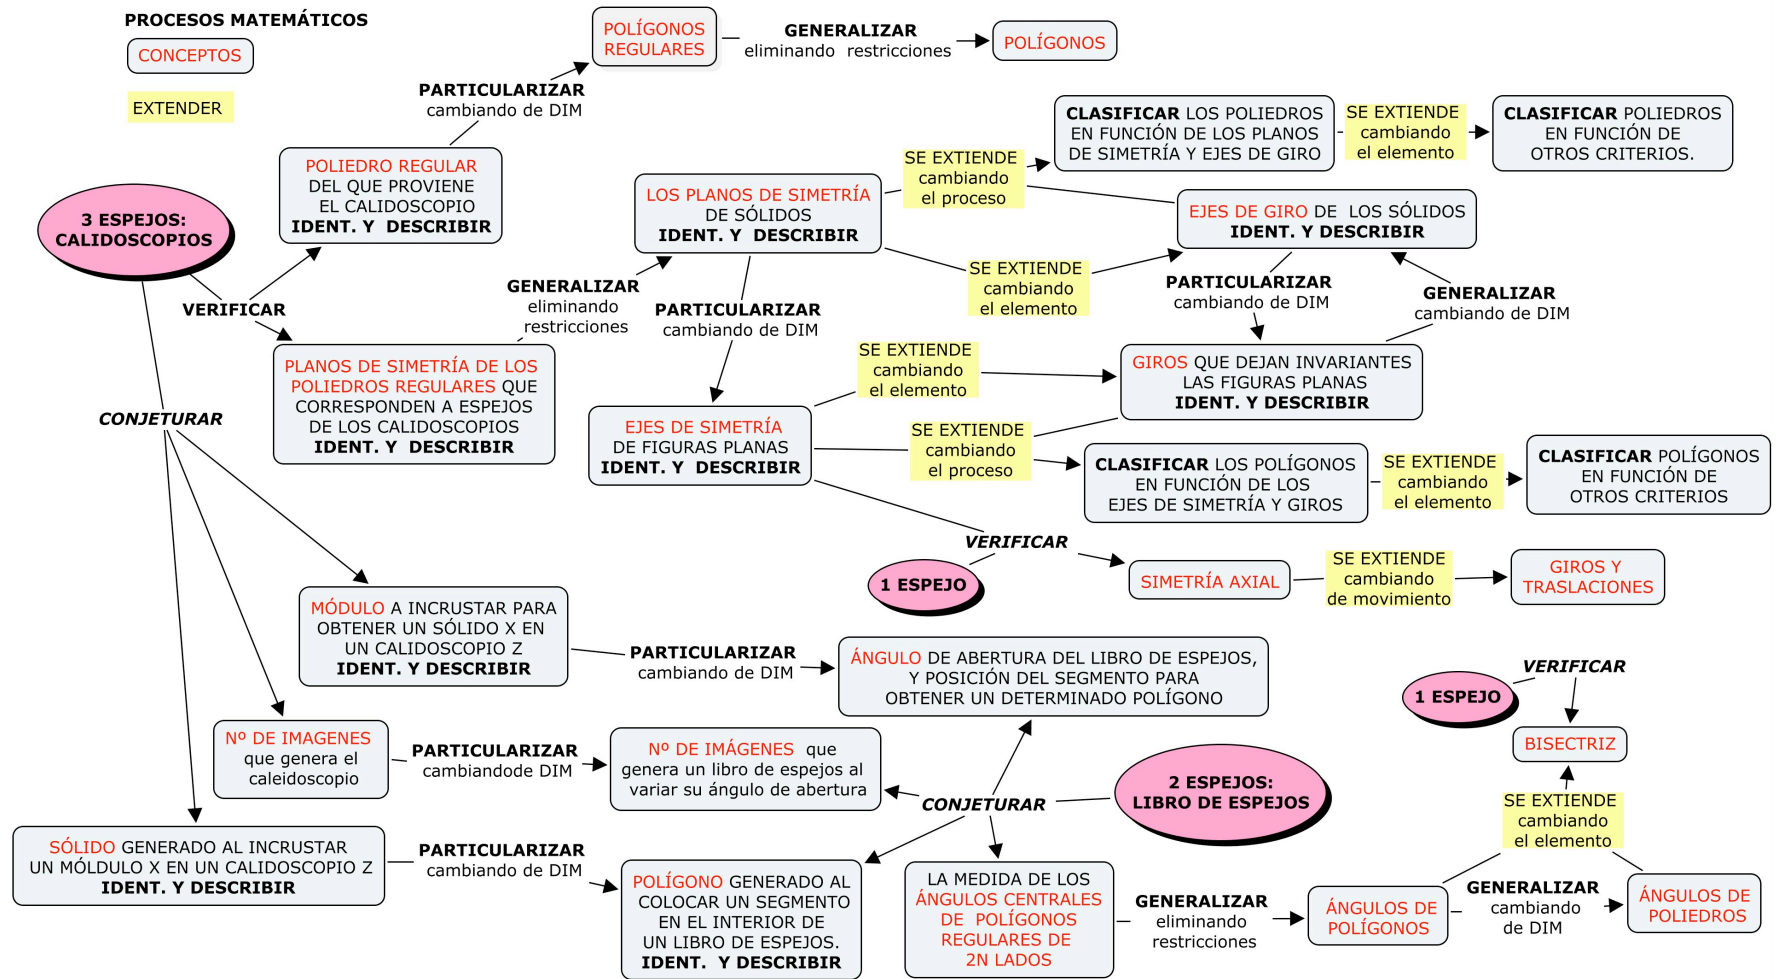 PROCESOS MATEMÁTICOS
CONCEPTOS
EXTENDER
POLÍGONOS
REGULARES
GENERALIZAR
eliminando restricciones
POLÍGONOS
PARTICULARIZAR
cambiando de DIM
CLASIFICAR LOS POLIEDROS
EN FUNCIÓN DE LOS PLANOS
DE SIMETRÍA Y EJES DE GIRO
SE EXTIENDE
cambiando
el elemento
CLASIFICAR POLIEDROS
EN FUNCIÓN DE
OTROS CRITERIOS.
POLIEDRO REGULAR
DEL QUE PROVIENE
EL CALIDOSCOPIO
IDENT. Y DESCRIBIR
SE EXTIENDE
cambiando
el proceso
3 ESPEJOS:
CALIDOSCOPIOS
LOS PLANOS DE SIMETRÍA
DE SÓLIDOS
IDENT. Y DESCRIBIR
EJES DE GIRO DE LOS SÓLIDOS
IDENT. Y DESCRIBIR
SE EXTIENDE
cambiando
el elemento
VERIFICAR
GENERALIZAR
eliminando
restricciones
PARTICULARIZAR
cambiando de DIM
PARTICULARIZAR
cambiando de DIM
GENERALIZAR
cambiando de DIM
PLANOS DE SIMETRÍA DE LOS
POLIEDROS REGULARES QUE
CORRESPONDEN A ESPEJOS
DE LOS CALIDOSCOPIOS
IDENT. Y DESCRIBIR
SE EXTIENDE
cambiando
el elemento
GIROS QUE DEJAN INVARIANTES
LAS FIGURAS PLANAS
IDENT. Y DESCRIBIR
CONJETURAR
EJES DE SIMETRÍA
DE FIGURAS PLANAS
IDENT. Y DESCRIBIR
SE EXTIENDE
cambiando
el proceso
CLASIFICAR LOS POLÍGONOS
EN FUNCIÓN DE LOS
EJES DE SIMETRÍA Y GIROS
SE EXTIENDE
cambiando
el elemento
CLASIFICAR POLÍGONOS
EN FUNCIÓN DE
OTROS CRITERIOS
VERIFICAR
1 ESPEJO
SIMETRÍA AXIAL
SE EXTIENDE
cambiando
de movimiento
GIROS Y
TRASLACIONES
MÓDULO A INCRUSTAR PARA
OBTENER UN SÓLIDO X EN
UN CALIDOSCOPIO Z
IDENT. Y DESCRIBIR
PARTICULARIZAR
cambiando de DIM
ÁNGULO DE ABERTURA DEL LIBRO DE ESPEJOS,
Y POSICIÓN DEL SEGMENTO PARA
OBTENER UN DETERMINADO POLÍGONO
VERIFICAR
1 ESPEJO
BISECTRIZ
Nº DE IMAGENES
que genera el
caleidoscopio
PARTICULARIZAR
cambiandode DIM
Nº DE IMÁGENES que
genera un libro de espejos al
variar su ángulo de abertura
2 ESPEJOS:
LIBRO DE ESPEJOS
CONJETURAR
SE EXTIENDE
cambiando
el elemento
SÓLIDO GENERADO AL INCRUSTAR
UN MÓLDULO X EN UN CALIDOSCOPIO Z
IDENT. Y DESCRIBIR
PARTICULARIZAR
cambiando de DIM
POLÍGONO GENERADO AL
COLOCAR UN SEGMENTO
EN EL INTERIOR DE
UN LIBRO DE ESPEJOS.
IDENT. Y DESCRIBIR
LA MEDIDA DE LOS
ÁNGULOS CENTRALES
DE POLÍGONOS
REGULARES DE
2N LADOS
GENERALIZAR
eliminando
restricciones
ÁNGULOS DE
POLÍGONOS
GENERALIZAR
cambiando
de DIM
ÁNGULOS DE
POLIEDROS